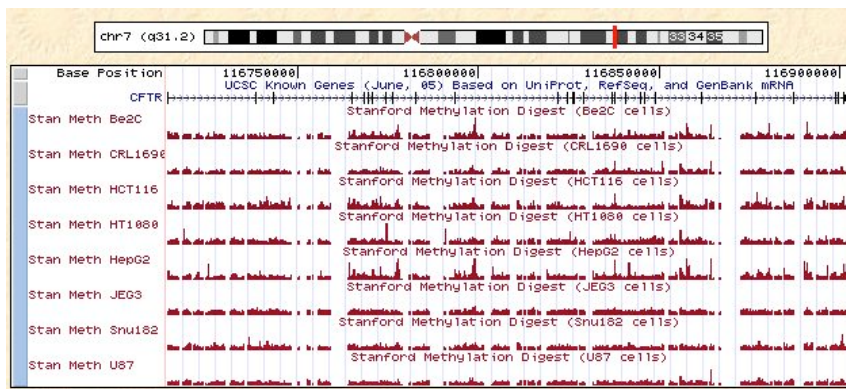 chr7 (q31.2) 33 34 35
Base Position 116750000| 116800000| 116850000| 116900000|
UCSC Known Genes (June, 05) Based on UniProt, RefSeq, and GenBank mRNA
CFTR
Stanford Methylation Digest (Be2C cells)
Stan Meth Be2C
Stanford Methylation Digest (CRL1690 cells)
Stan Meth CRL1690
Stanford Methylation Digest (HCT116 cells)
Stan Meth HCT116
Stanford Methylation Digest (HT1080 cells)
Stan Meth HT1080
Stanford Methylation Digest (HepG2 cells)
Stan Meth HepG2
Stanford Methylation Digest (JEG3 cells)
Stan Meth JEG3
Stanford Methylation Digest (Snu182 cells)
Stan Meth Snu182
Stanford Methylation Digest (U87 cells)
Stan Meth U87